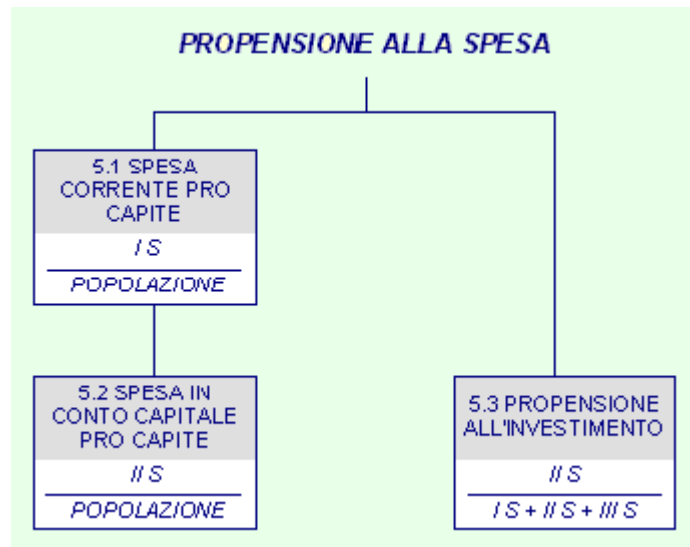 PROPENSIONE ALLA SPESA
5.1 SPESA
CORRENTE PRO
CAPITE
I S
POPOLAZIONE
5.2 SPESA IN
CONTO CAPITALE
PRO CAPITE
II S
POPOLAZIONE
5.3 PROPENSIONE
ALL'INVESTIMENTO
II S
I S + II S + III S